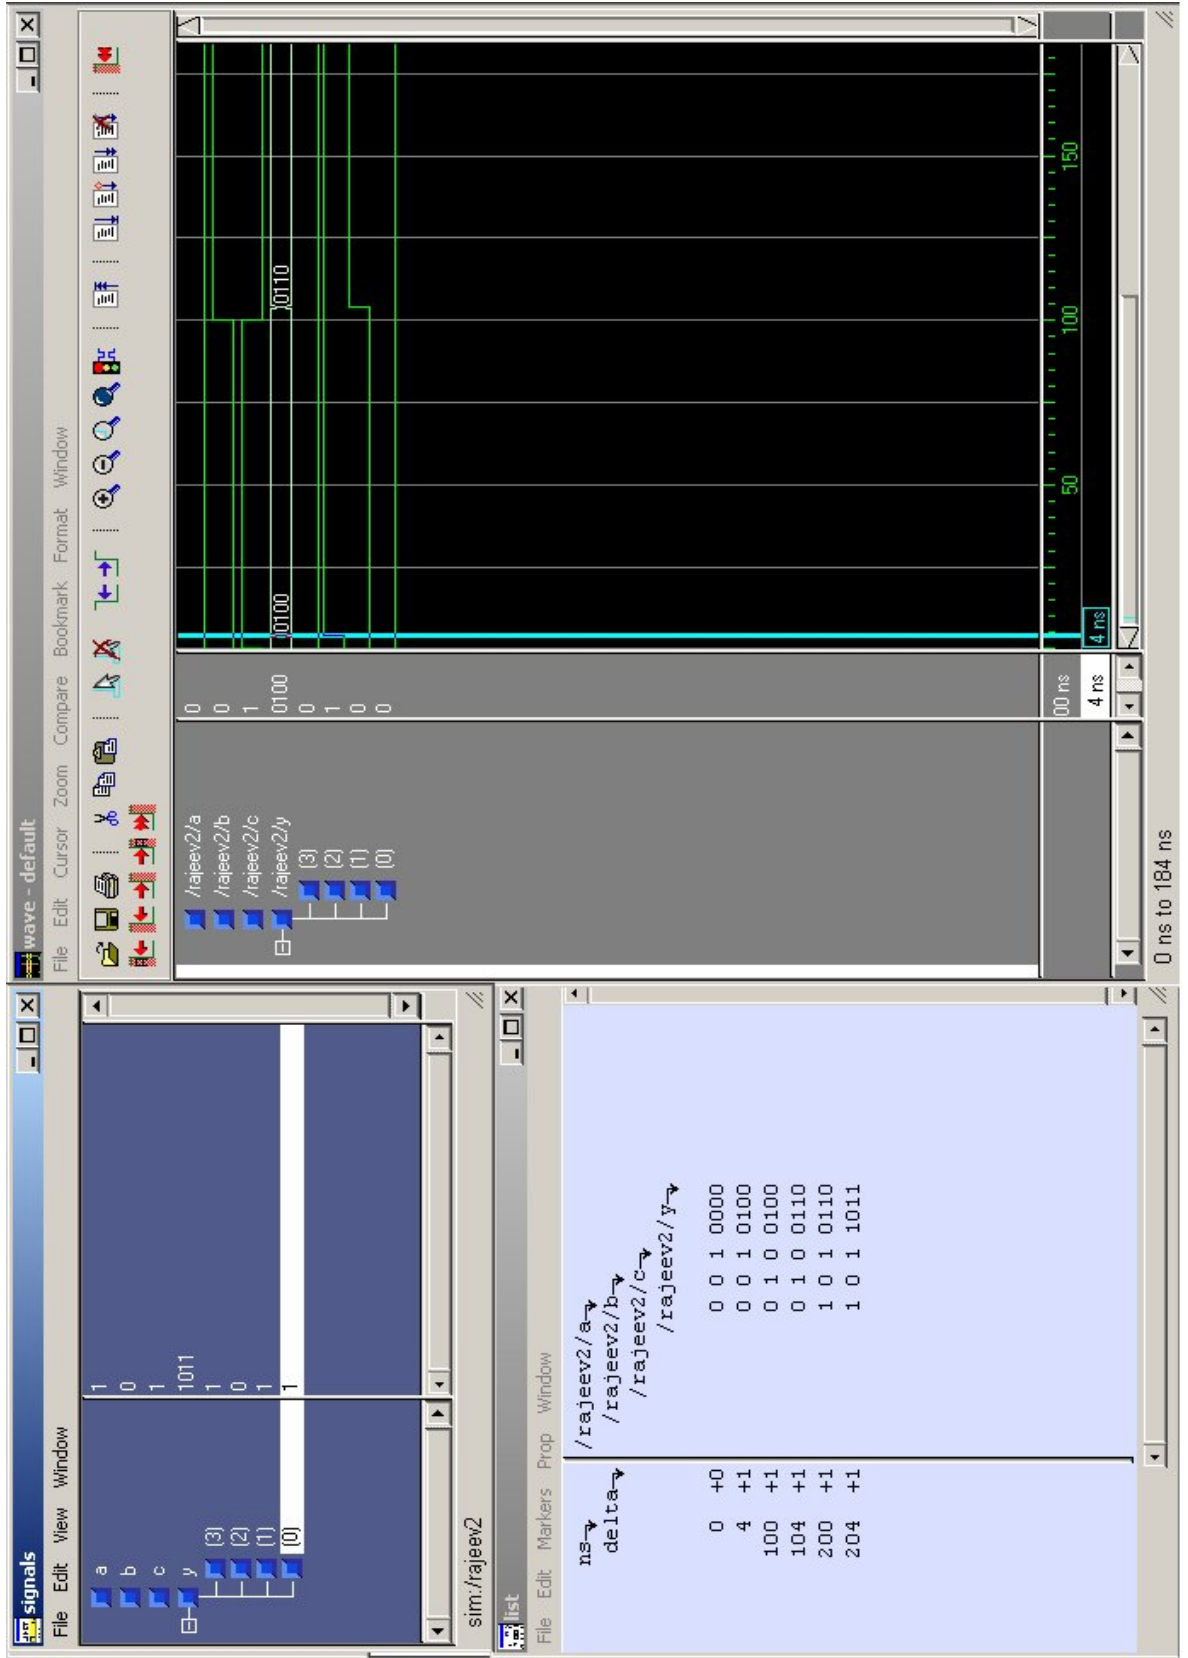 signals
File Edit View Window
a 1
b 0
c 1
y 1011
(3) 1
(2) 0
(1) 1
(0) 1
sim:/rajeev2
list
File Edit Markers Prop Window
ns
delta
/rajeev2/a
/rajeev2/b
/rajeev2/c
/rajeev2/y
0 +0 0 0 1 0000
4 +1 0 0 1 0100
100 +1 0 1 0 0100
104 +1 0 1 0 0110
200 +1 1 0 1 0110
204 +1 1 0 1 1011
wave - default
File Edit Cursor Zoom Compare Bookmark Format Window
/rajeev2/a 0
/rajeev2/b 0
/rajeev2/c 1
/rajeev2/y 0100 0100 0110
(3) 0
(2) 1
(1) 0
(0) 0
00 ns 50 100 150
4 ns 4 ns
0 ns to 184 ns